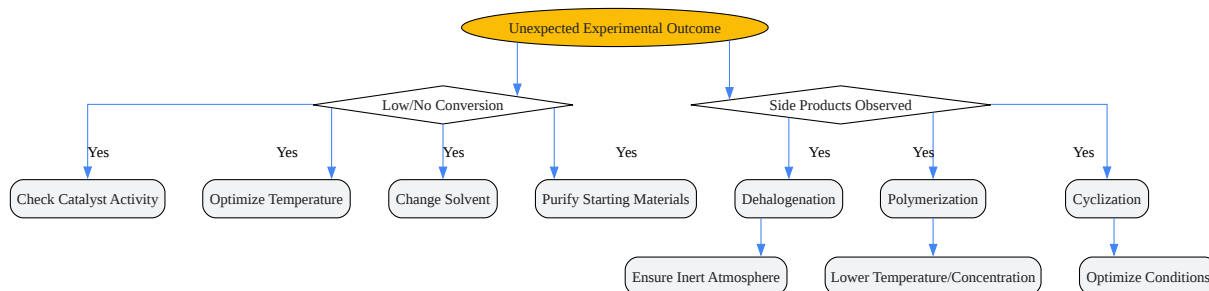 Unexpected Experimental Outcome
Low/No Conversion
Side Products Observed
Yes
Yes
Yes
Yes
Yes
Yes
Yes
Check Catalyst Activity
Optimize Temperature
Change Solvent
Purify Starting Materials
Dehalogenation
Polymerization
Cyclization
Ensure Inert Atmosphere
Lower Temperature/Concentration
Optimize Conditions